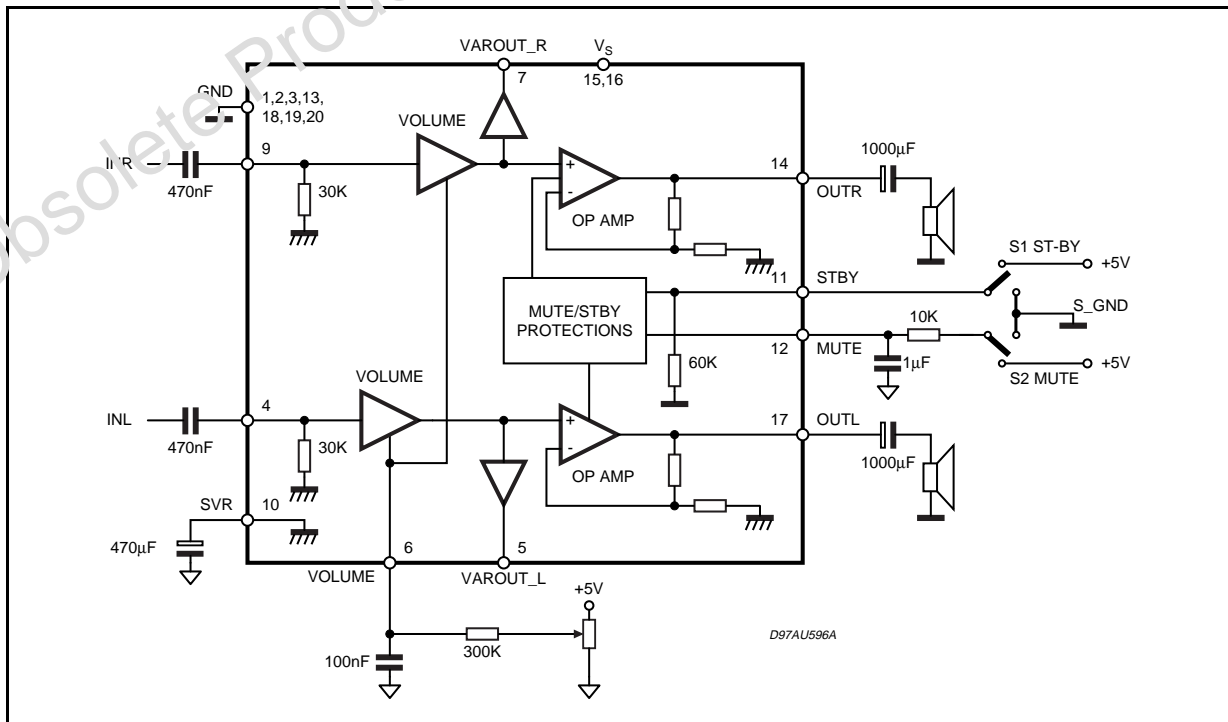 Obsolete Produ
VAROUT_R
V_S
7
15,16
GND
1,2,3,13,
18,19,20
VOLUME
9
INR
470nF
30K
+
-
OP AMP
14
OUTR
1000μF
S1 ST-BY
+5V
11
STBY
S_GND
MUTE/STBY
PROTECTIONS
10K
12
MUTE
1μF
60K
S2 MUTE
+5V
VOLUME
4
INL
470nF
30K
+
-
OP AMP
17
OUTL
1000μF
SVR
10
470μF
6
5
VOLUME
VAROUT_L
+5V
300K
100nF
D97AU596A